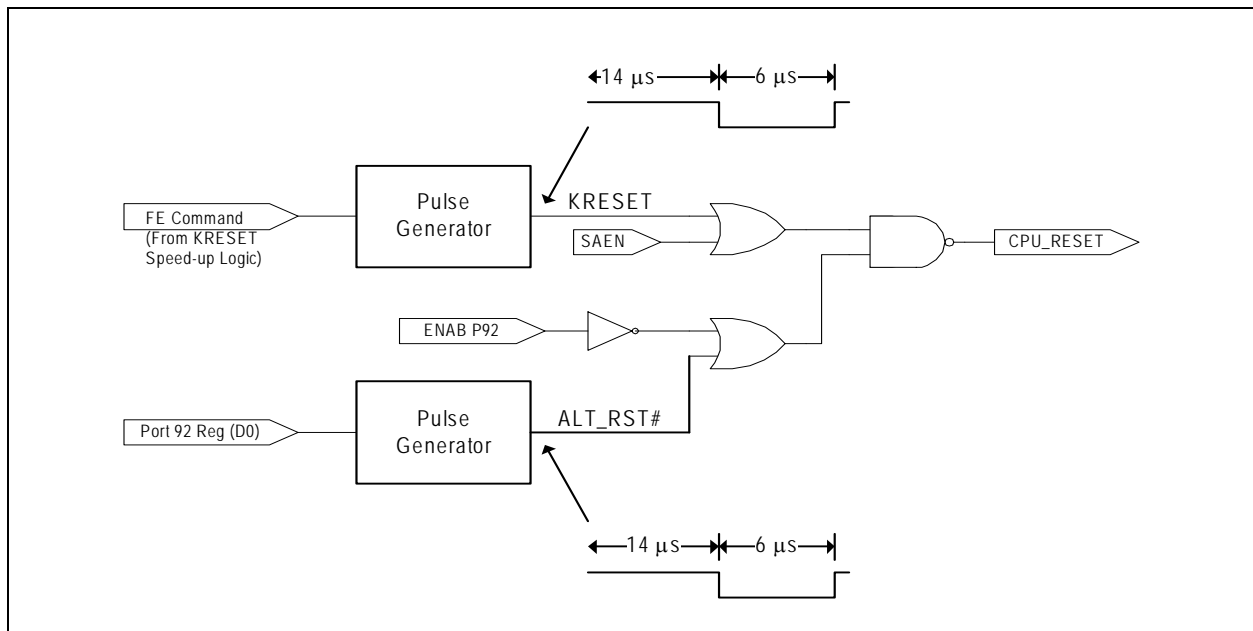 14 μs
6 μs
Pulse
Generator
KRESET
FE Command
(From KRESET
Speed-up Logic)
SAEN
CPU_RESET
ENAB P92
Pulse
Generator
ALT_RST#
Port 92 Reg (D0)
14 μs
6 μs